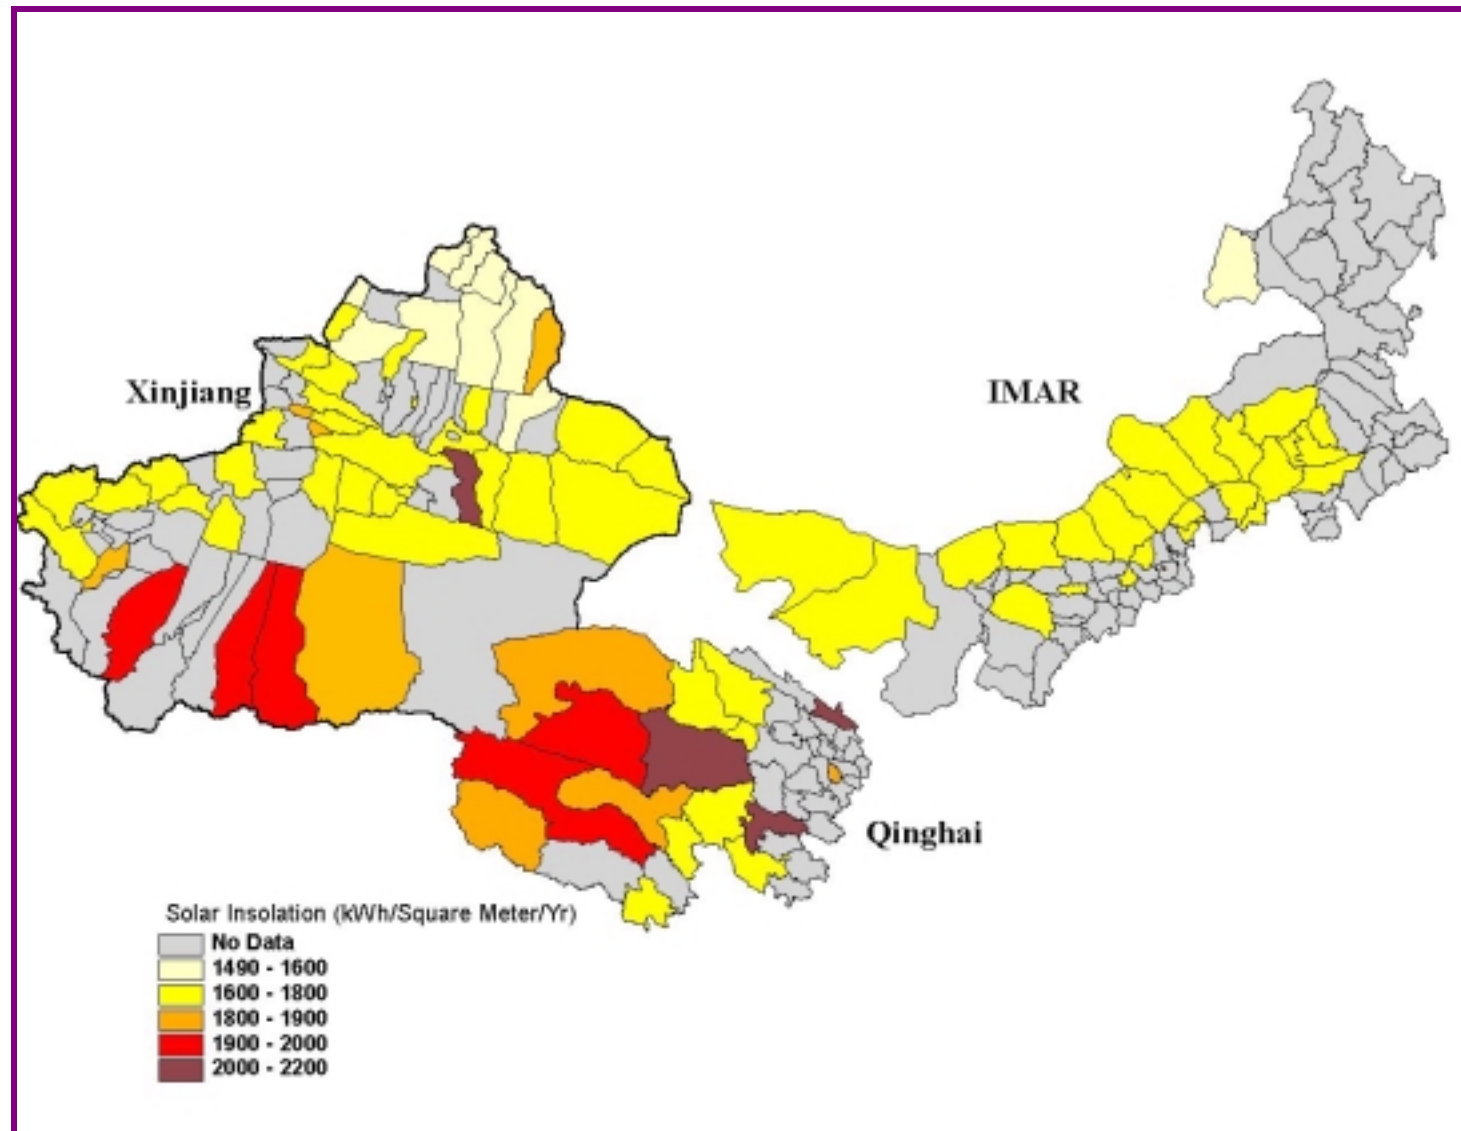 Xinjiang
IMAR
Qinghai
Solar Insolation (kWh/Square Meter/Yr)
No Data
1490 - 1600
1600 - 1800
1800 - 1900
1900 - 2000
2000 - 2200